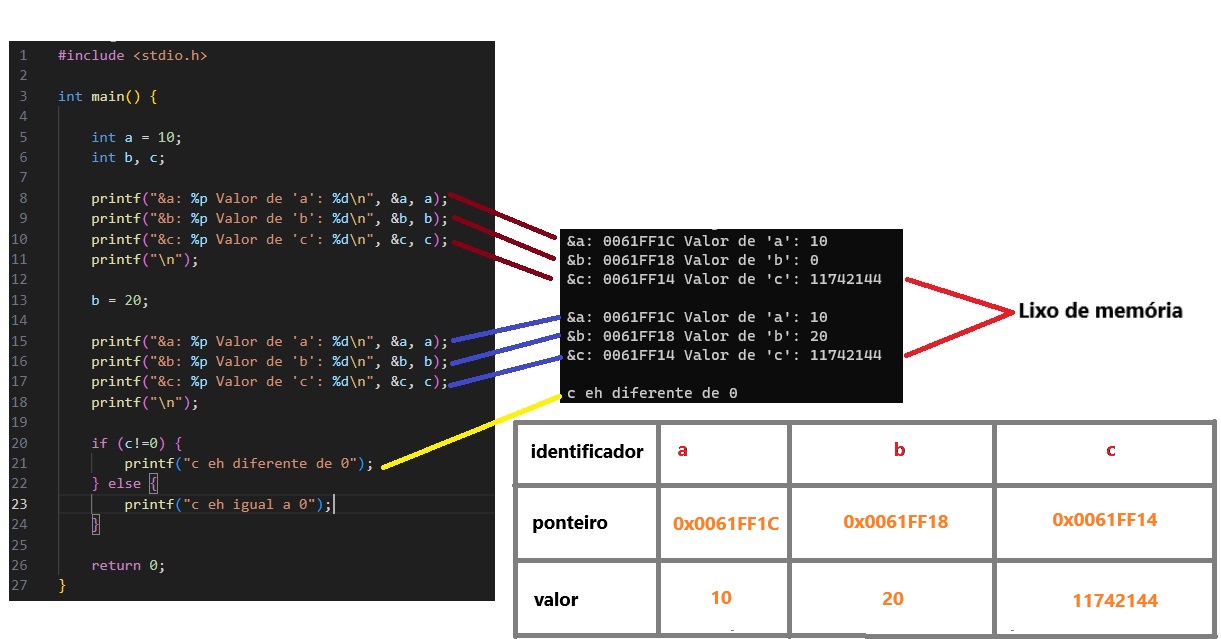 1 #include <stdio.h>
2
3 int main() {
4
5 int a = 10;
6 int b, c;
7
8 printf("&a: %p Valor de 'a': %d\n", &a, a);
9 printf("&b: %p Valor de 'b': %d\n", &b, b);
10 printf("&c: %p Valor de 'c': %d\n", &c, c);
11 printf("\n");
12
13 b = 20;
14
15 printf("&a: %p Valor de 'a': %d\n", &a, a);
16 printf("&b: %p Valor de 'b': %d\n", &b, b);
17 printf("&c: %p Valor de 'c': %d\n", &c, c);
18 printf("\n");
19
20 if (c!=0) {
21 printf("c eh diferente de 0");
22 } else {
23 printf("c eh igual a 0");
24 }
25
26 return 0;
27 }
&a: 0061FF1C Valor de 'a': 10
&b: 0061FF18 Valor de 'b': 0
&c: 0061FF14 Valor de 'c': 11742144
&a: 0061FF1C Valor de 'a': 10
&b: 0061FF18 Valor de 'b': 20
&c: 0061FF14 Valor de 'c': 11742144
c eh diferente de 0
Lixo de memória
identificador a b c
ponteiro 0x0061FF1C 0x0061FF18 0x0061FF14
valor 10 20 11742144